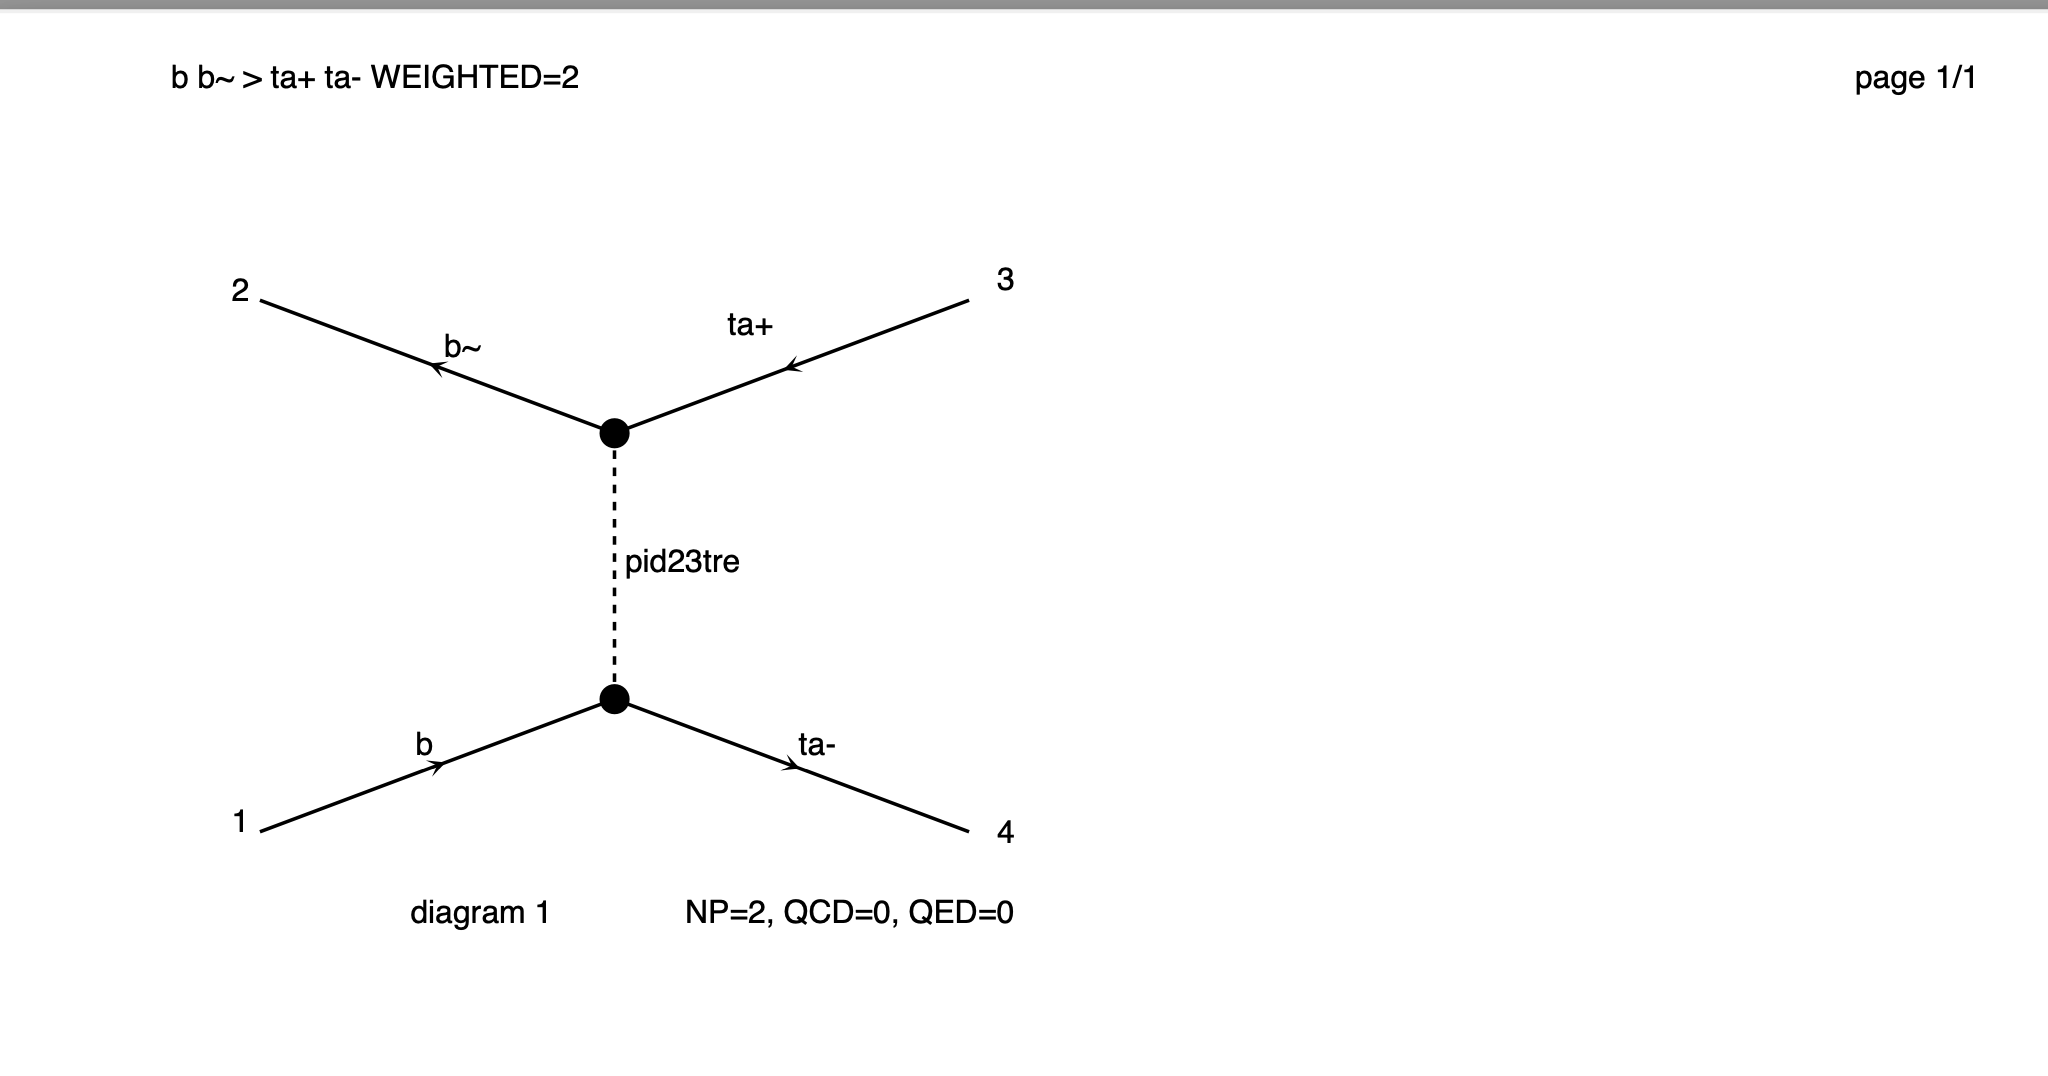 b b~ > ta+ ta- WEIGHTED=2
page 1/1
2
3
b~
ta+
pid23tre
b
ta-
1
4
diagram 1
NP=2, QCD=0, QED=0